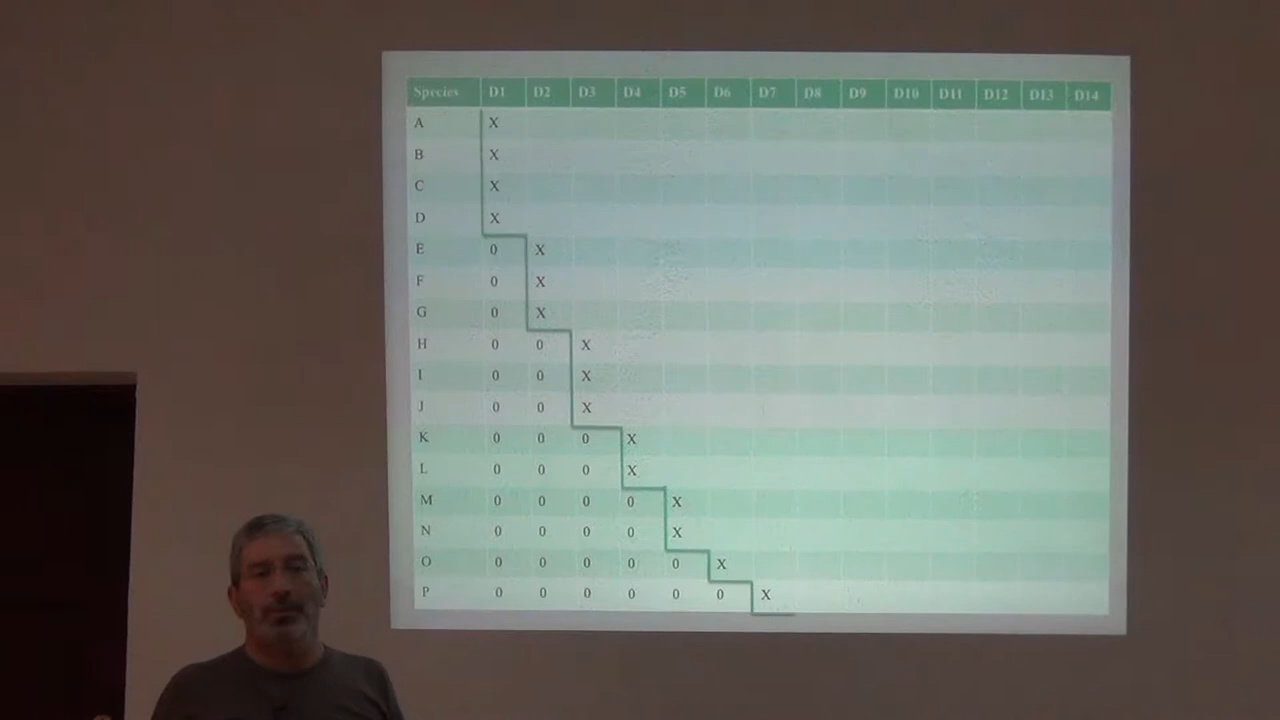 Species D1 D2 D3 D4 D5 D6 D7 D8 D9 D10 D11 D12 D13 D14
A X
B X
C X
D X
E 0 X
F 0 X
G 0 X
H 0 0 X
I 0 0 X
J 0 0 X
K 0 0 0 X
L 0 0 0 X
M 0 0 0 0 X
N 0 0 0 0 X
O 0 0 0 0 0 X
P 0 0 0 0 0 0 X